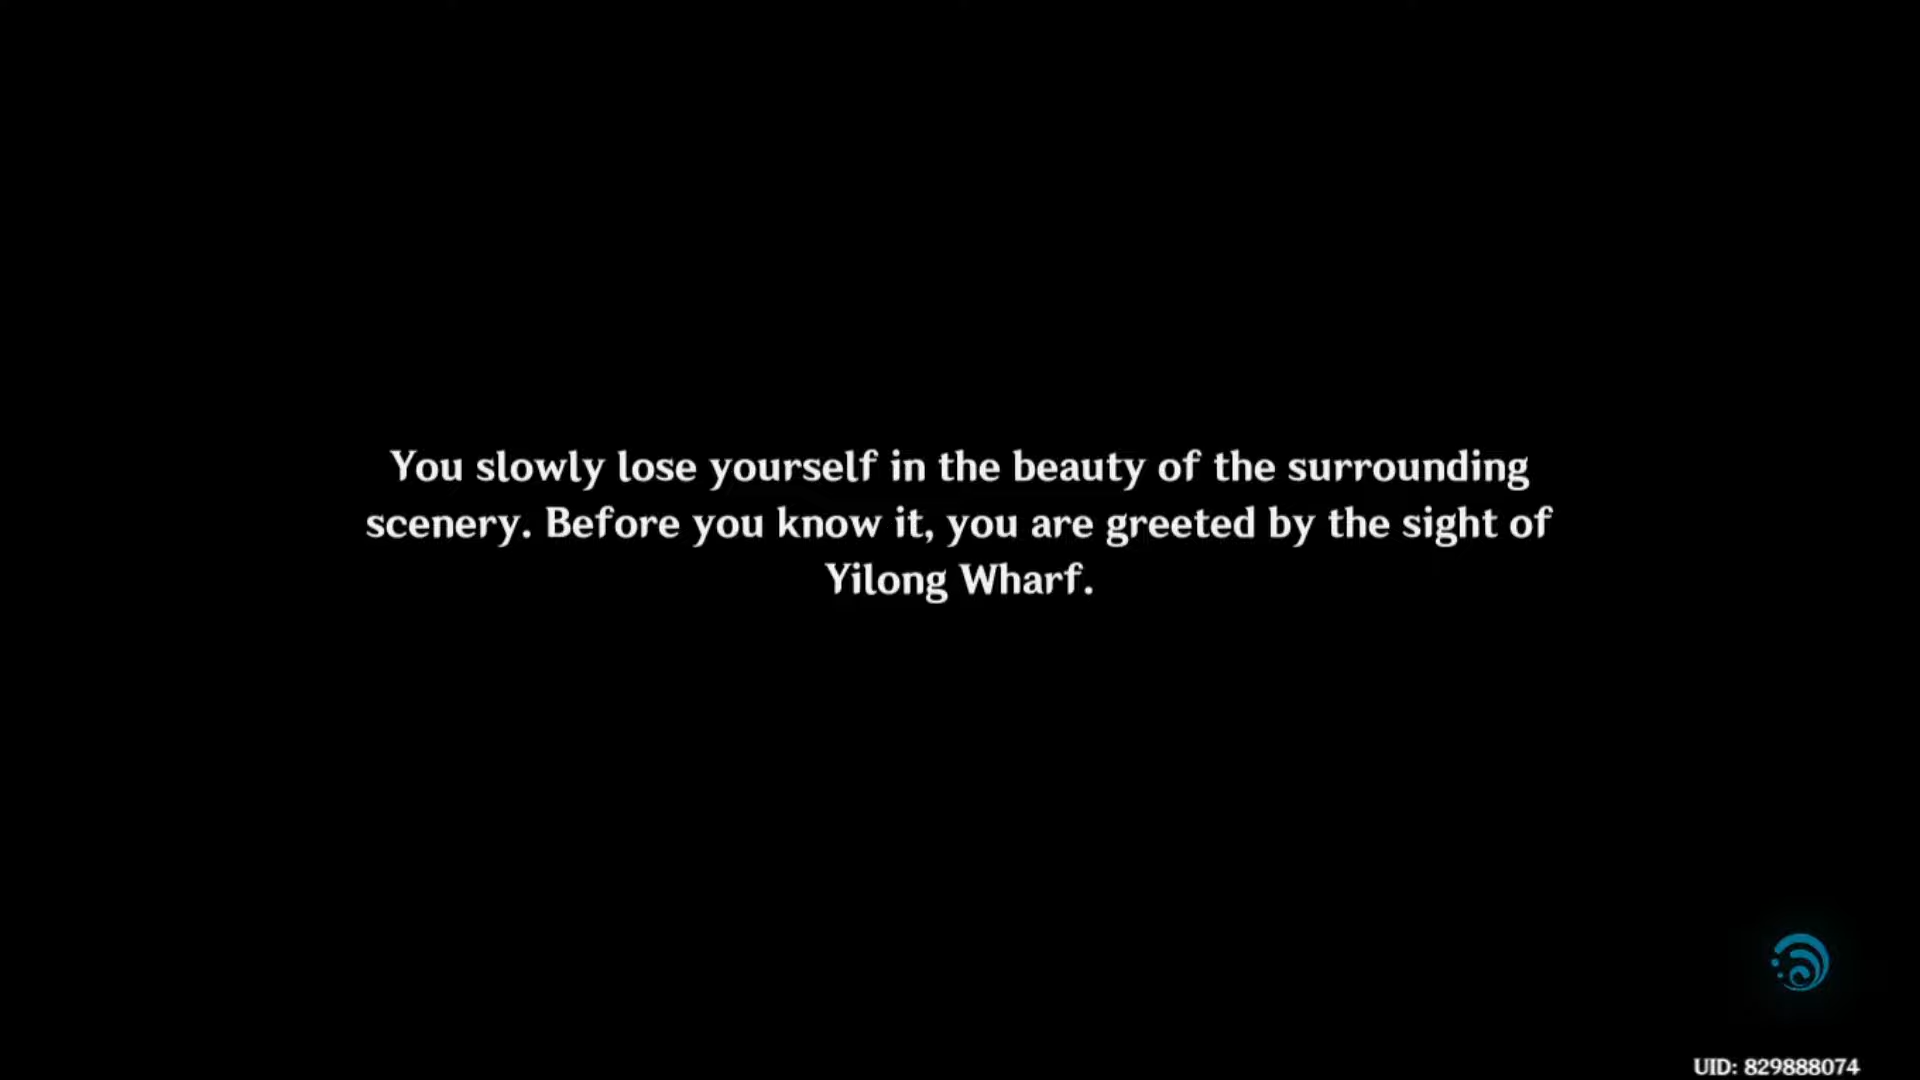 You slowly lose yourself in the beauty of the surrounding
scenery. Before you know it, you are greeted by the sight of
Yilong Wharf.
UID: 829888074